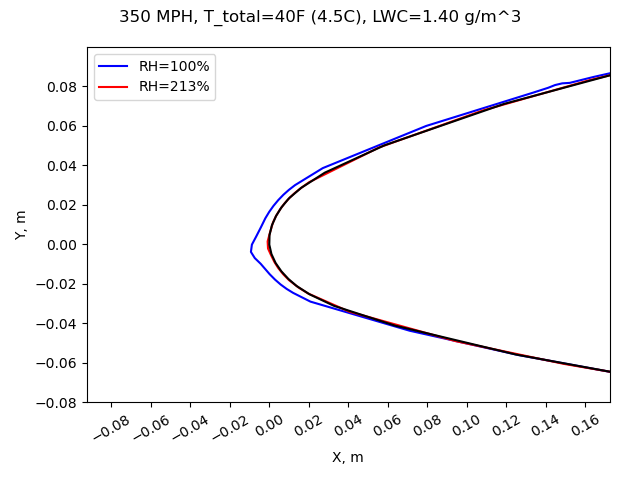 350 MPH, T_total=40F (4.5C), LWC=1.40 g/m^3
RH=100%
RH=213%
0.08
0.06
0.04
0.02
0.00
−0.02
−0.04
−0.06
−0.08
Y, m
−0.08 −0.06 −0.04 −0.02 0.00 0.02 0.04 0.06 0.08 0.10 0.12 0.14 0.16
X, m